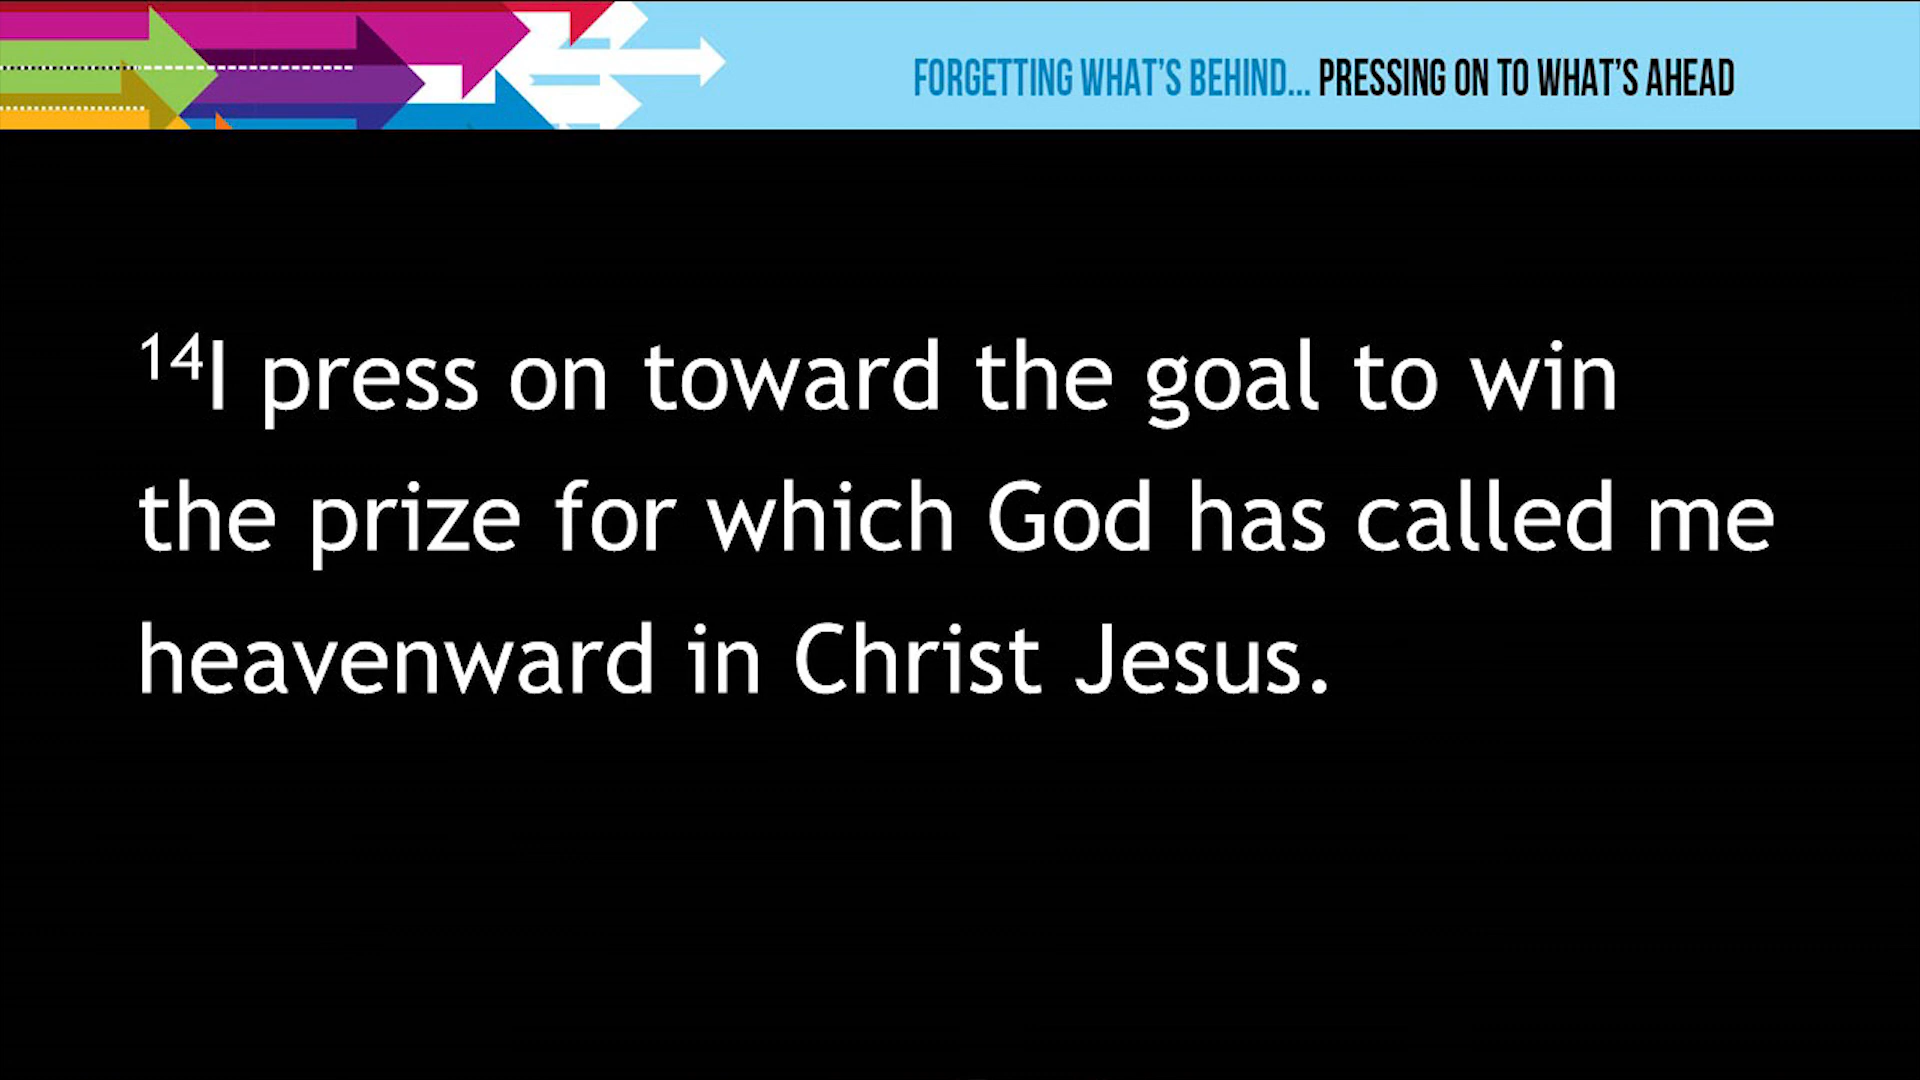 FORGETTING WHAT'S BEHIND... PRESSING ON TO WHAT'S AHEAD
14I press on toward the goal to win
the prize for which God has called me
heavenward in Christ Jesus.